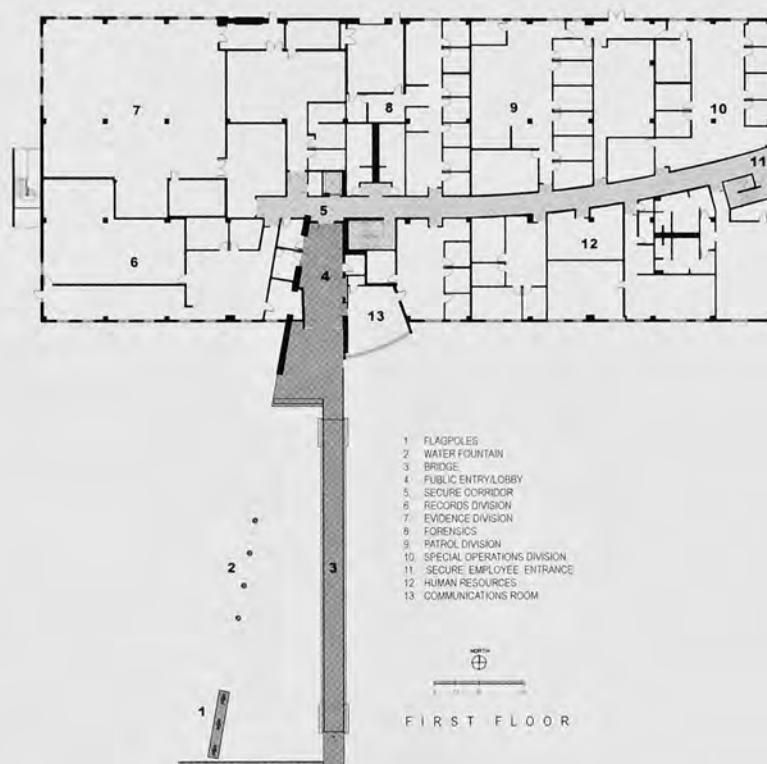 7
8
9
10
11
5
12
4
6
13
1 FLAGPOLES
2 WATER FOUNTAIN
3 BRIDGE
4 PUBLIC ENTRY/LOBBY
5 SECURE CORRIDOR
6 RECORDS DIVISION
7 EVIDENCE DIVISION
8 FORENSICS
9 PATROL DIVISION
10 SPECIAL OPERATIONS DIVISION
11 SECURE EMPLOYEE ENTRANCE
12 HUMAN RESOURCES
13 COMMUNICATIONS ROOM
2
3
NORTH
1
FIRST FLOOR